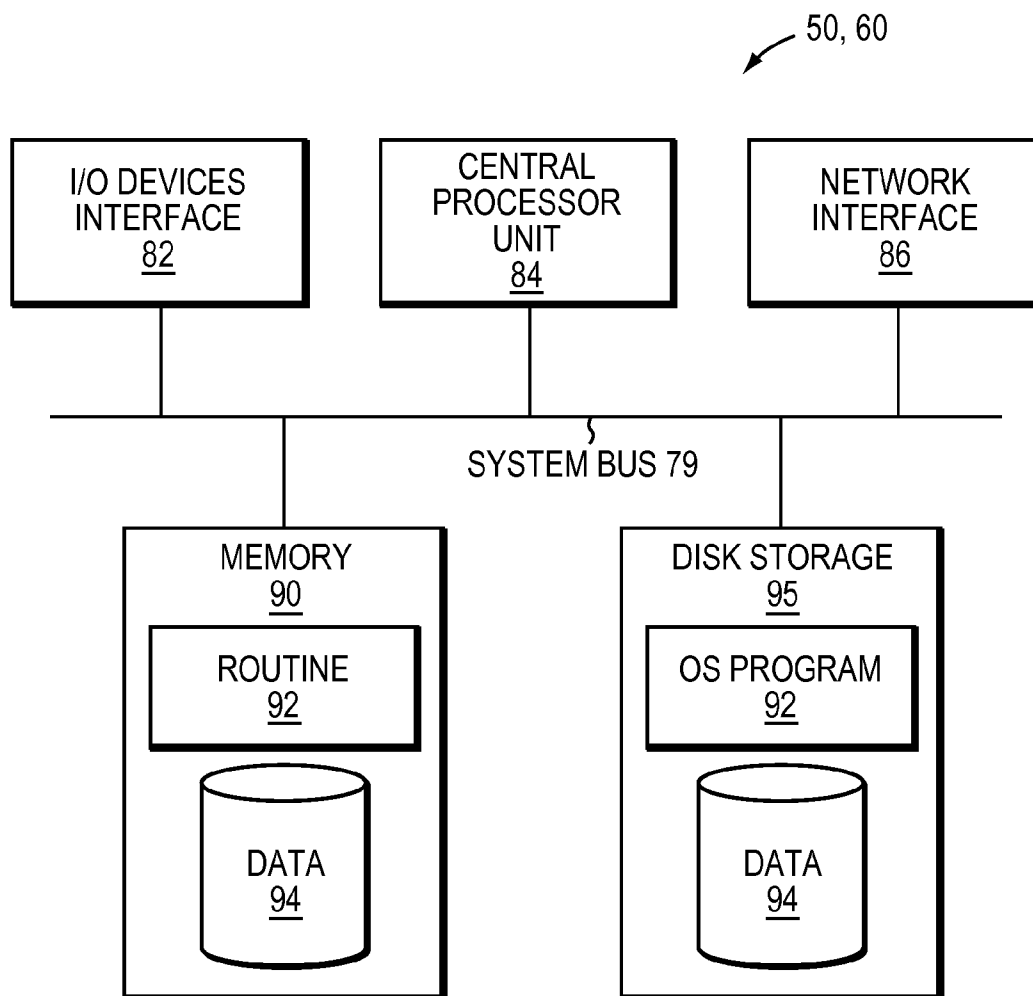 50, 60
I/O DEVICES
INTERFACE
82
CENTRAL
PROCESSOR
UNIT
84
NETWORK
INTERFACE
86
SYSTEM BUS 79
MEMORY
90
ROUTINE
92
DATA
94
DISK STORAGE
95
OS PROGRAM
92
DATA
94